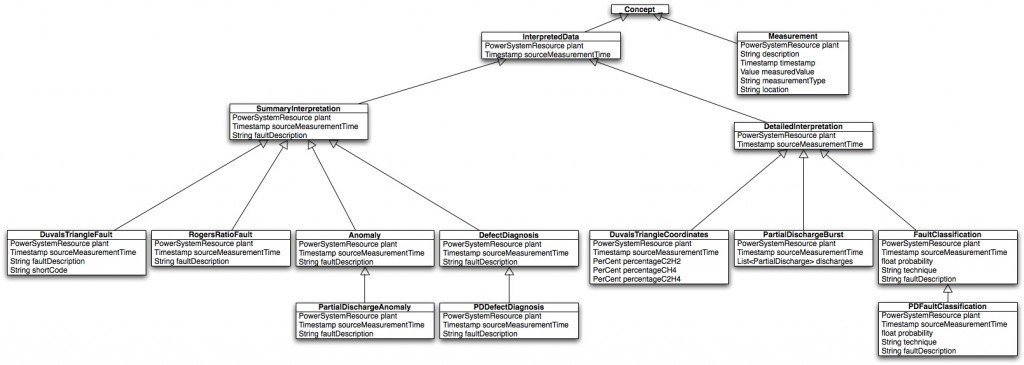 Concept
InterpretedData
PowerSystemResource plant
Timestamp sourceMeasurementTime
Measurement
PowerSystemResource plant
String description
Timestamp timestamp
Value measuredValue
String measurementType
String location
SummaryInterpretation
PowerSystemResource plant
Timestamp sourceMeasurementTime
String faultDescription
DetailedInterpretation
PowerSystemResource plant
Timestamp sourceMeasurementTime
DuvalsTriangleFault
PowerSystemResource plant
Timestamp sourceMeasurementTime
String faultDescription
String shortCode
RogersRatioFault
PowerSystemResource plant
Timestamp sourceMeasurementTime
String faultDescription
Anomaly
PowerSystemResource plant
Timestamp sourceMeasurementTime
String faultDescription
DefectDiagnosis
PowerSystemResource plant
Timestamp sourceMeasurementTime
String faultDescription
DuvalsTriangleCoordinates
PowerSystemResource plant
Timestamp sourceMeasurementTime
PerCent percentageC2H2
PerCent percentageCH4
PerCent percentageC2H4
PartialDischargeBurst
PowerSystemResource plant
Timestamp sourceMeasurementTime
List<PartialDischarge> discharges
FaultClassification
PowerSystemResource plant
Timestamp sourceMeasurementTime
float probability
String technique
String faultDescription
PartialDischargeAnomaly
PowerSystemResource plant
Timestamp sourceMeasurementTime
String faultDescription
PDDefectDiagnosis
PowerSystemResource plant
Timestamp sourceMeasurementTime
String faultDescription
PDFaultClassification
PowerSystemResource plant
Timestamp sourceMeasurementTime
float probability
String technique
String faultDescription